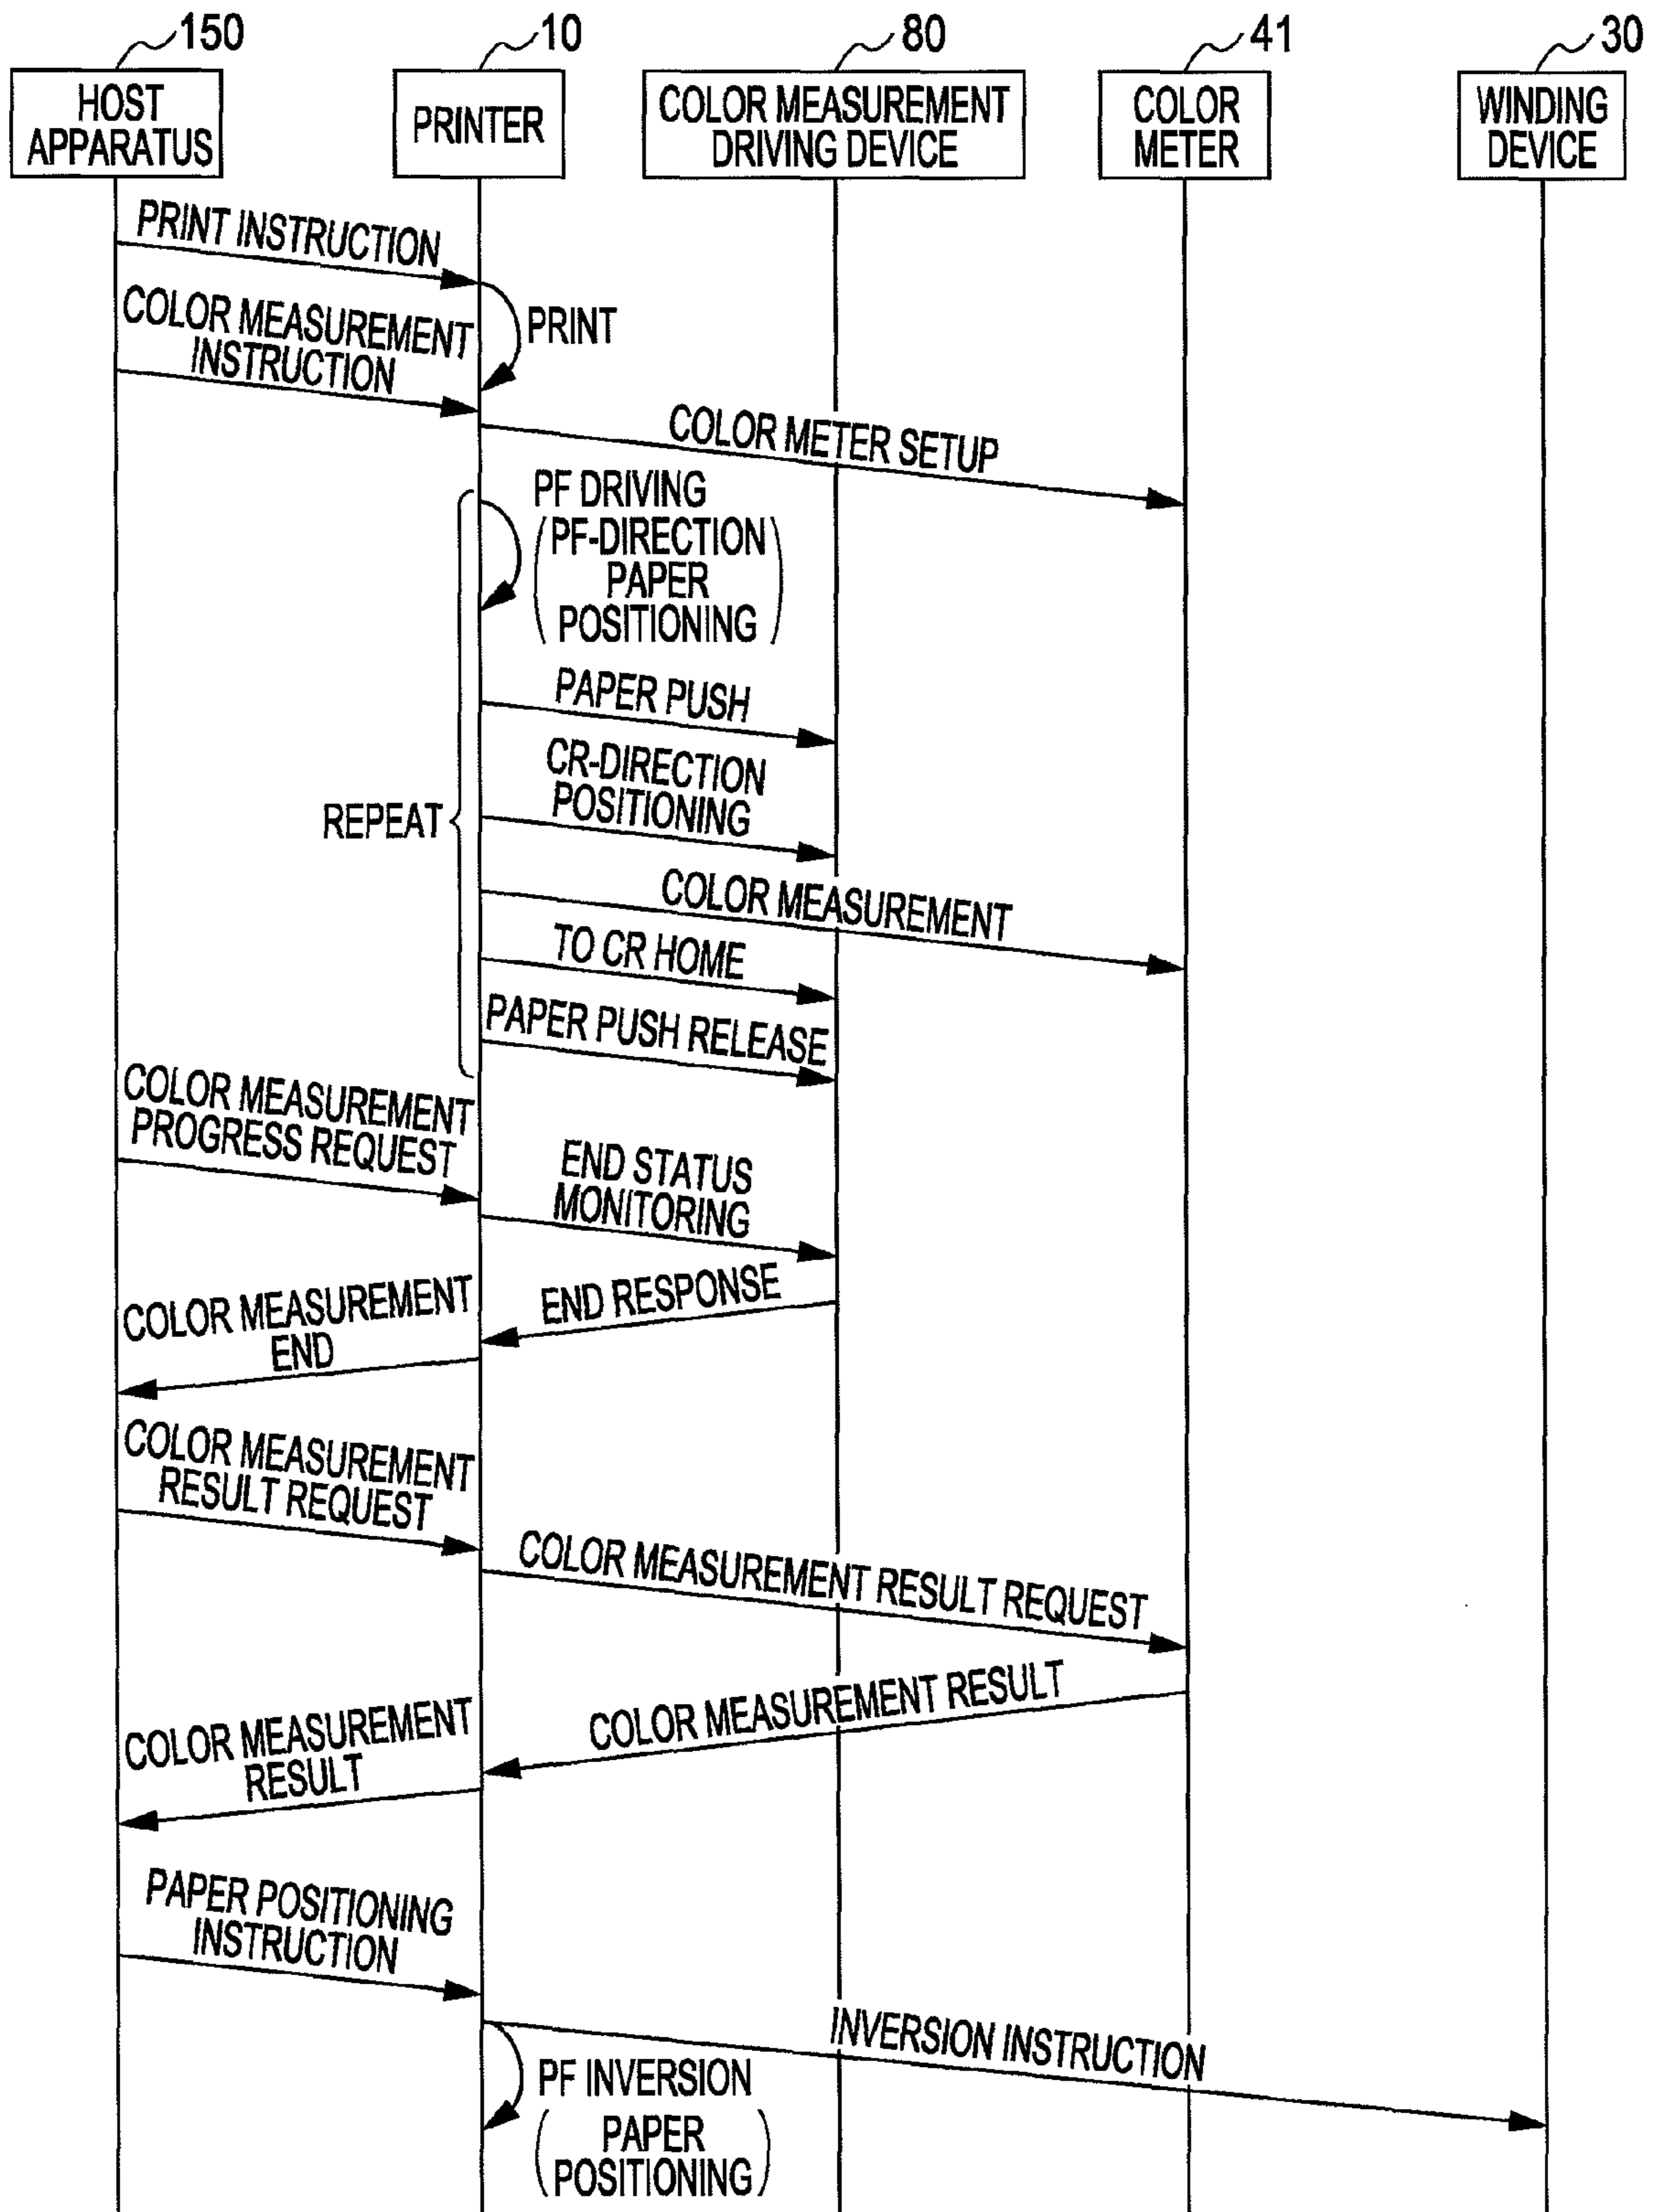 150
10
80
41
30
HOST
APPARATUS
PRINTER
COLOR MEASUREMENT
DRIVING DEVICE
COLOR
METER
WINDING
DEVICE
PRINT INSTRUCTION
PRINT
COLOR MEASUREMENT
INSTRUCTION
COLOR METER SETUP
PF DRIVING
(PF-DIRECTION
PAPER
POSITIONING)
PAPER PUSH
CR-DIRECTION
POSITIONING
REPEAT
COLOR MEASUREMENT
TO CR HOME
PAPER PUSH RELEASE
COLOR MEASUREMENT
PROGRESS REQUEST
END STATUS
MONITORING
END RESPONSE
COLOR MEASUREMENT
END
COLOR MEASUREMENT
RESULT REQUEST
COLOR MEASUREMENT RESULT REQUEST
COLOR MEASUREMENT RESULT
COLOR MEASUREMENT
RESULT
PAPER POSITIONING
INSTRUCTION
INVERSION INSTRUCTION
PF INVERSION
(PAPER
POSITIONING)